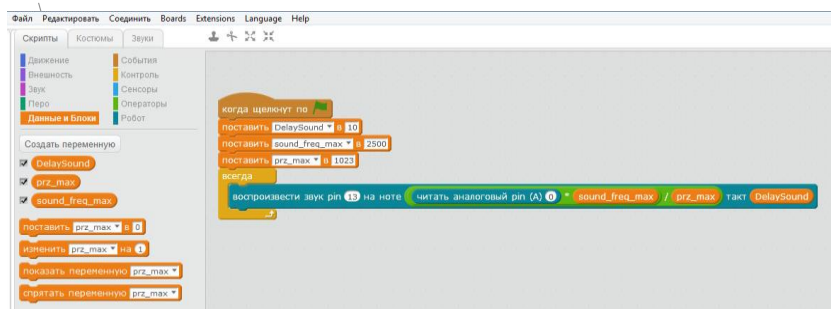 Файл Редактировать Соединить Boards Extensions Language Help
Скрипты Костюмы Звуки
Движение События
Внешность Контроль
Звук Сенсоры
Перо Операторы
Данные и Блоки Робот
Создать переменную
DelaySound
prz_max
sound_freq_max
поставить prz_max в 0
изменить prz_max на 1
показать переменную prz_max
спрятать переменную prz_max
когда щелкнут по
поставить DelaySound в 10
поставить sound_freq_max в 2500
поставить prz_max в 1023
всегда
воспроизвести звук pin 13 на ноте читать аналоговый pin (A) 0 * sound_freq_max / prz_max такт DelaySound